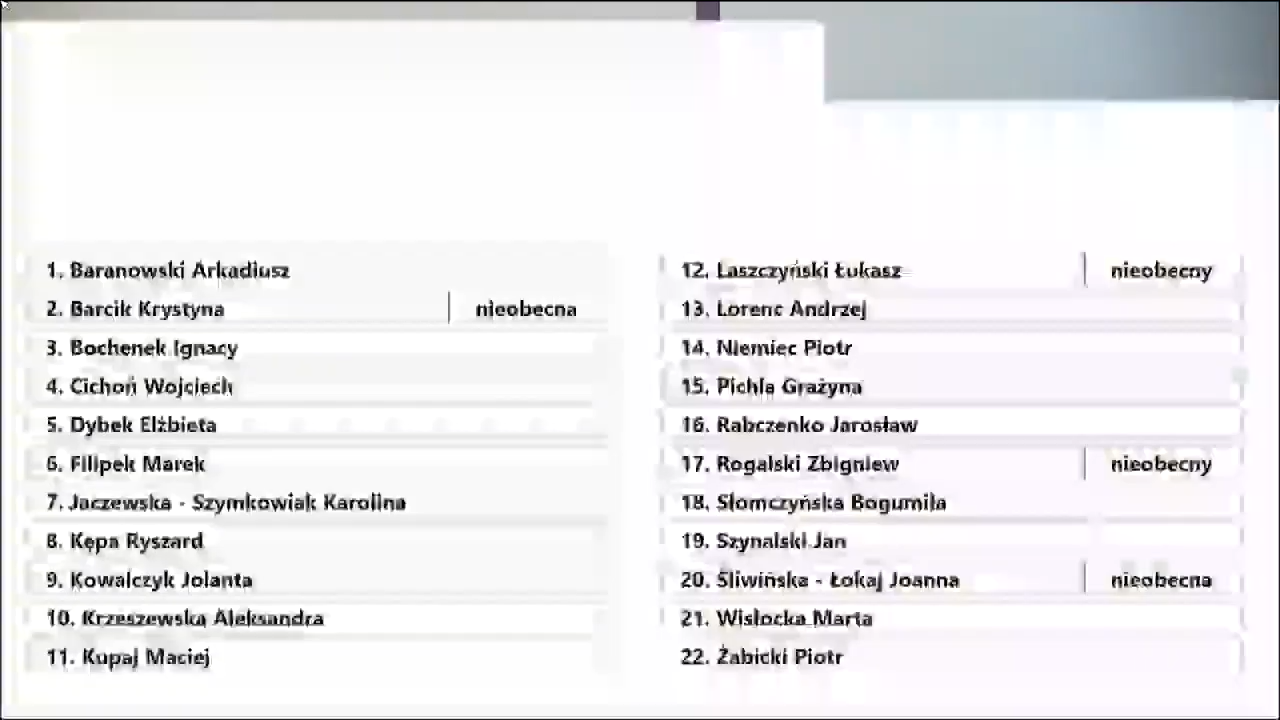 1. Baranowski Arkadiusz
2. Barcik Krystyna nieobecna
3. Bochenek Ignacy
4. Cichoń Wojciech
5. Dybek Elżbieta
6. Filipek Marek
7. Jaczewska - Szymkowiak Karolina
8. Kępa Ryszard
9. Kowalczyk Jolanta
10. Krzeszewska Aleksandra
11. Kupaj Maciej
12. Laszczyński Łukasz nieobecny
13. Lorenc Andrzej
14. Niemiec Piotr
15. Pichla Grażyna
16. Rabczenko Jarosław
17. Rogalski Zbigniew nieobecny
18. Słomczyńska Bogumiła
19. Szynalski Jan
20. Śliwińska - Łokaj Joanna nieobecna
21. Wisłocka Marta
22. Żabicki Piotr